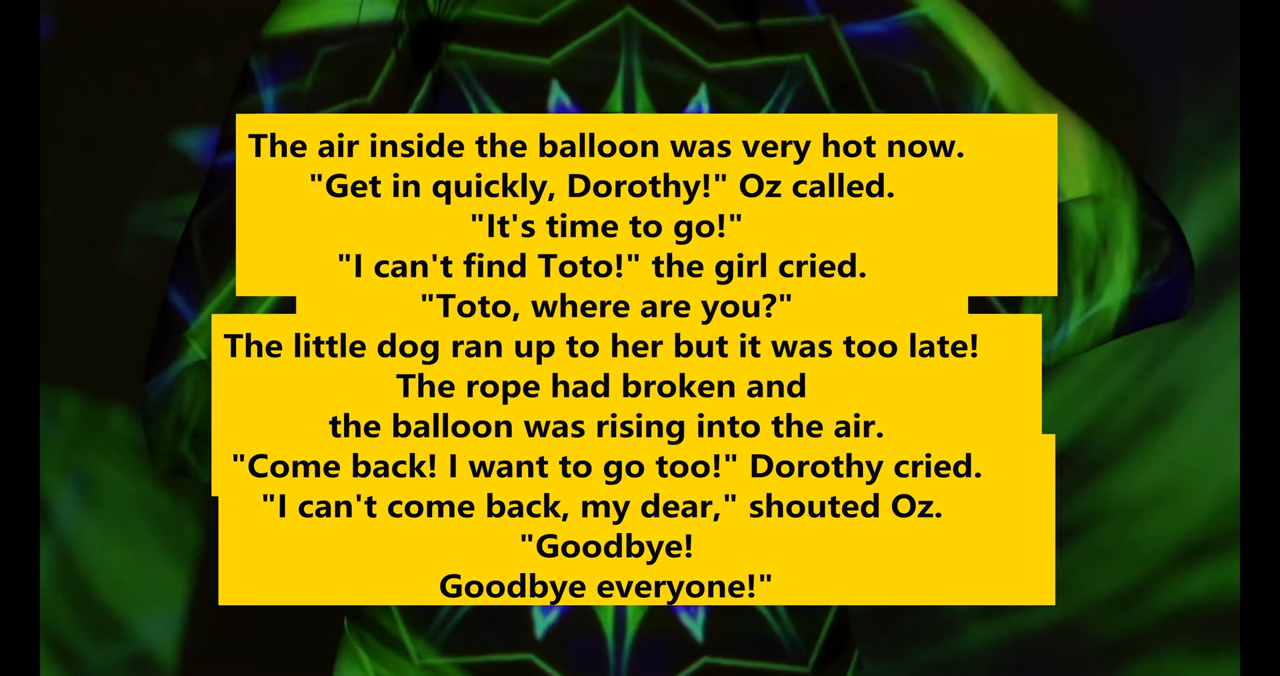 The air inside the balloon was very hot now.
"Get in quickly, Dorothy!" Oz called.
"It's time to go!"
"I can't find Toto!" the girl cried.
"Toto, where are you?"
The little dog ran up to her but it was too late!
The rope had broken and
the balloon was rising into the air.
"Come back! I want to go too!" Dorothy cried.
"I can't come back, my dear," shouted Oz.
"Goodbye!
Goodbye everyone!"